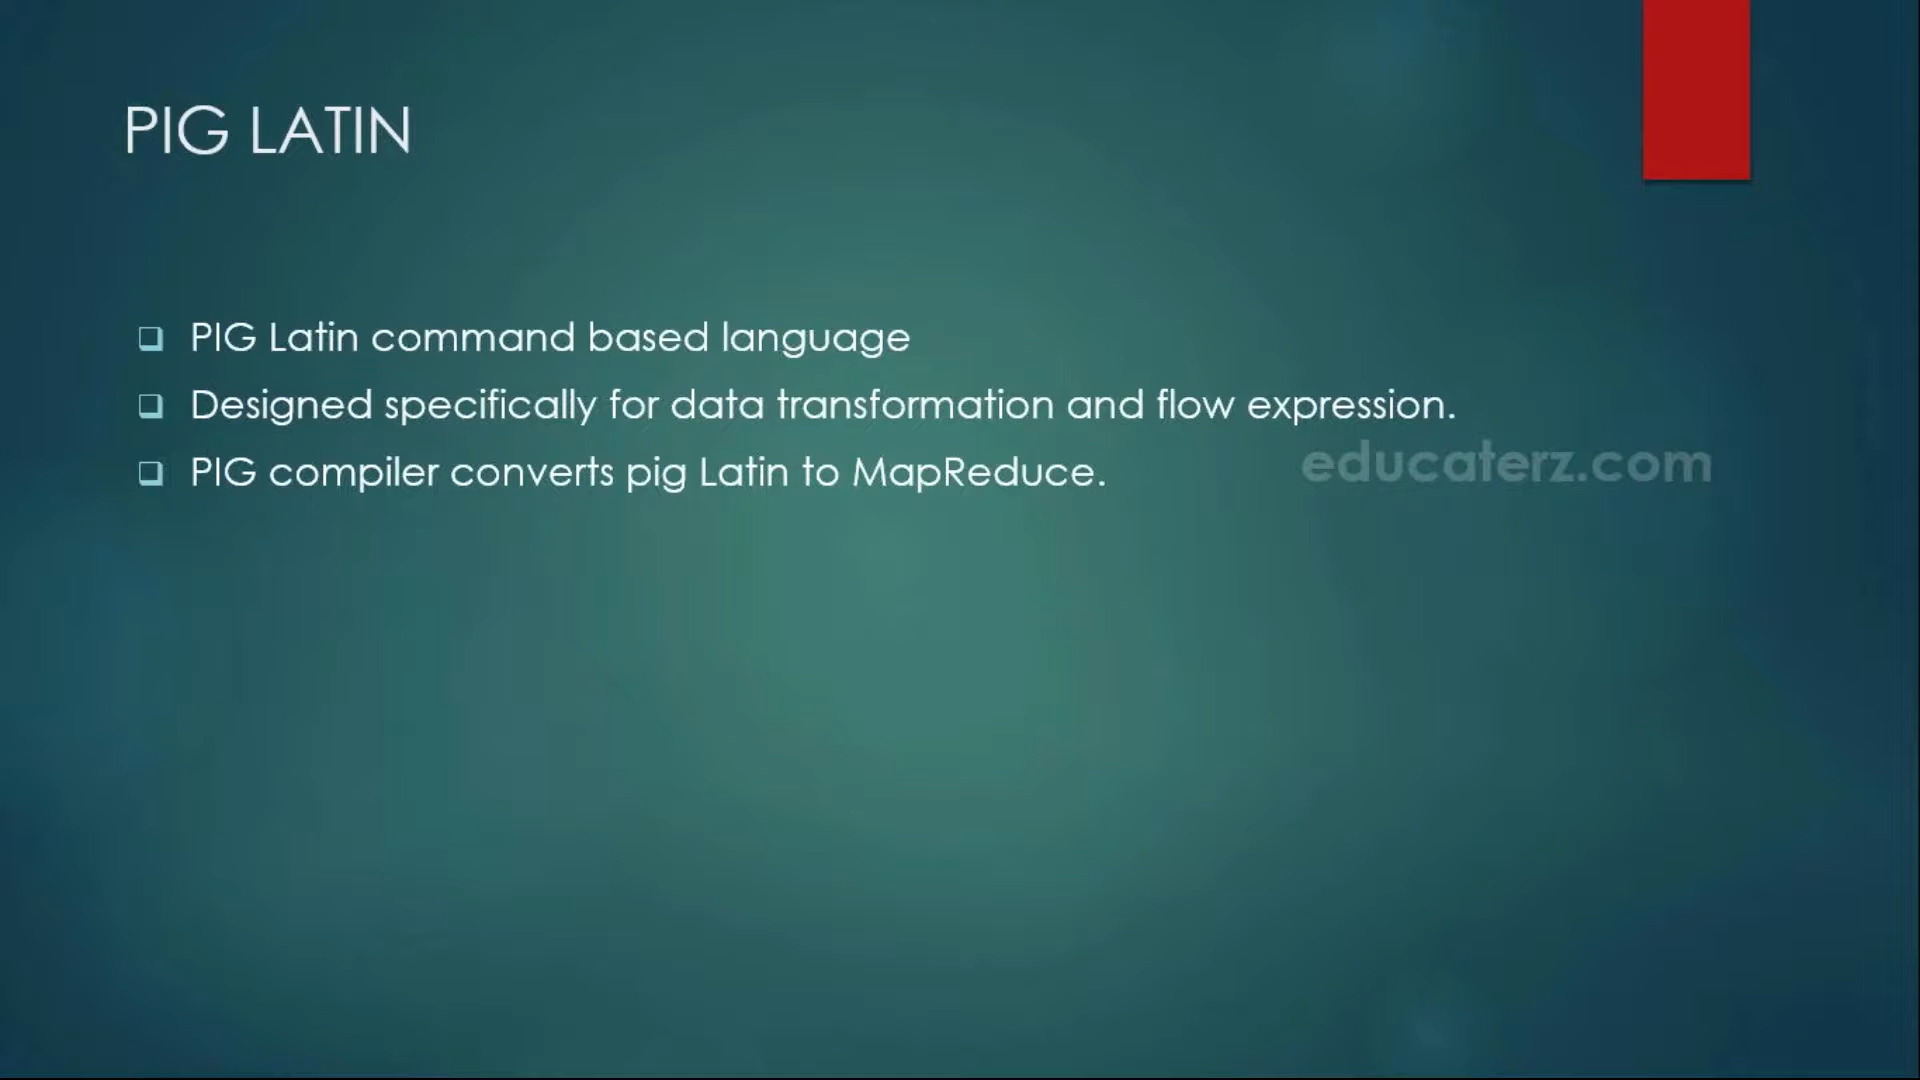 PIG LATIN
PIG Latin command based language
Designed specifically for data transformation and flow expression.
PIG compiler converts pig Latin to MapReduce.
educaterz.com